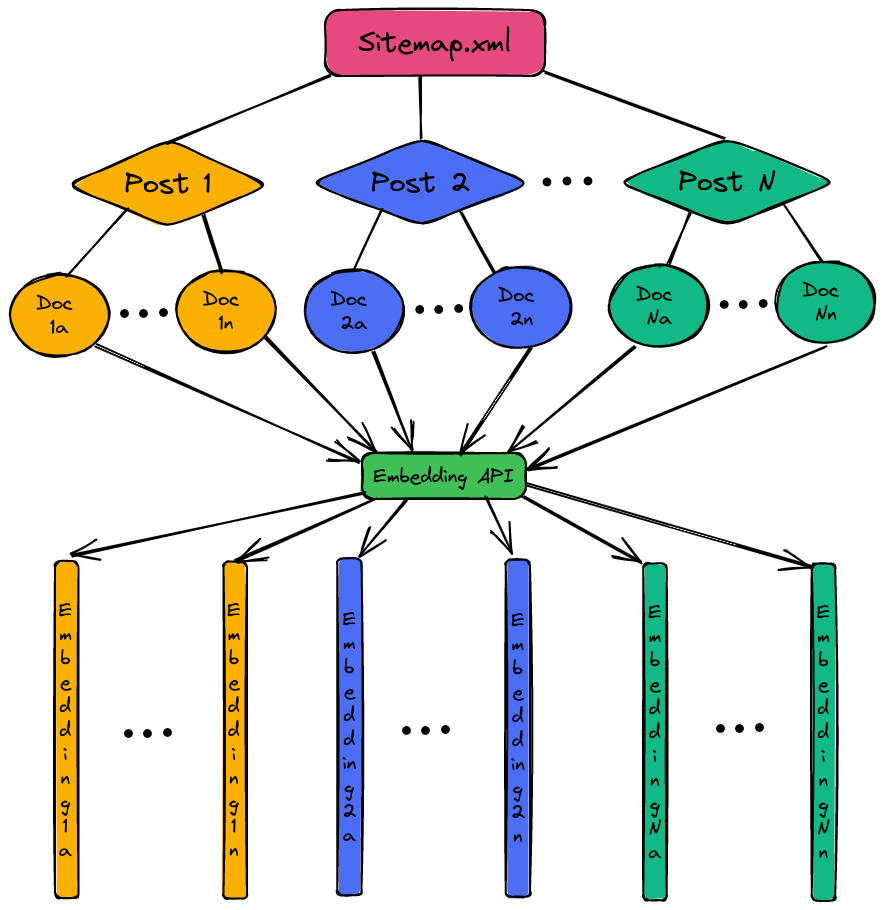 Sitemap.xml
Post 1
Post 2
Post N
Doc
1a
Doc
1n
Doc
2a
Doc
2n
Doc
Na
Doc
Nn
Embedding API
Embedding1a
Embedding1n
Embedding2a
Embedding2n
EmbeddingNa
EmbeddingNn